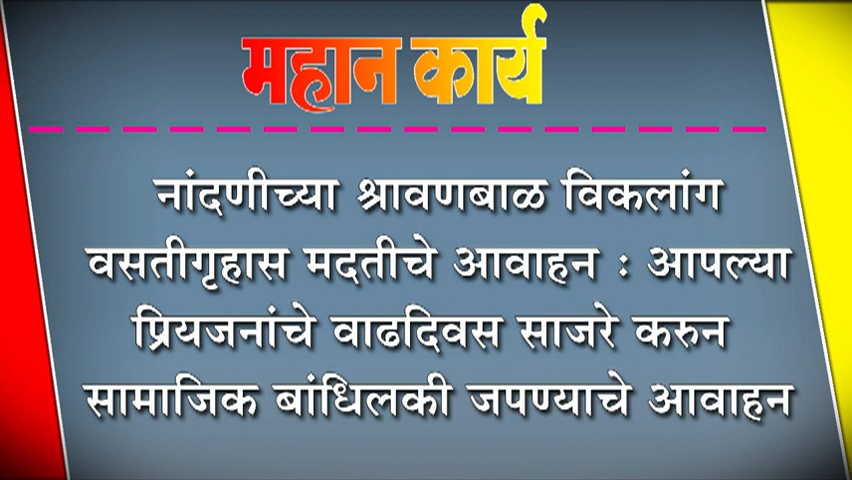 महान कार्य
नांदणीच्या श्रावणबाळ विकलांग
वसतीगृहास मदतीचे आवाहन : आपल्या
प्रियजनांचे वाढदिवस साजरे करुन
सामाजिक बांधिलकी जपण्याचे आवाहन